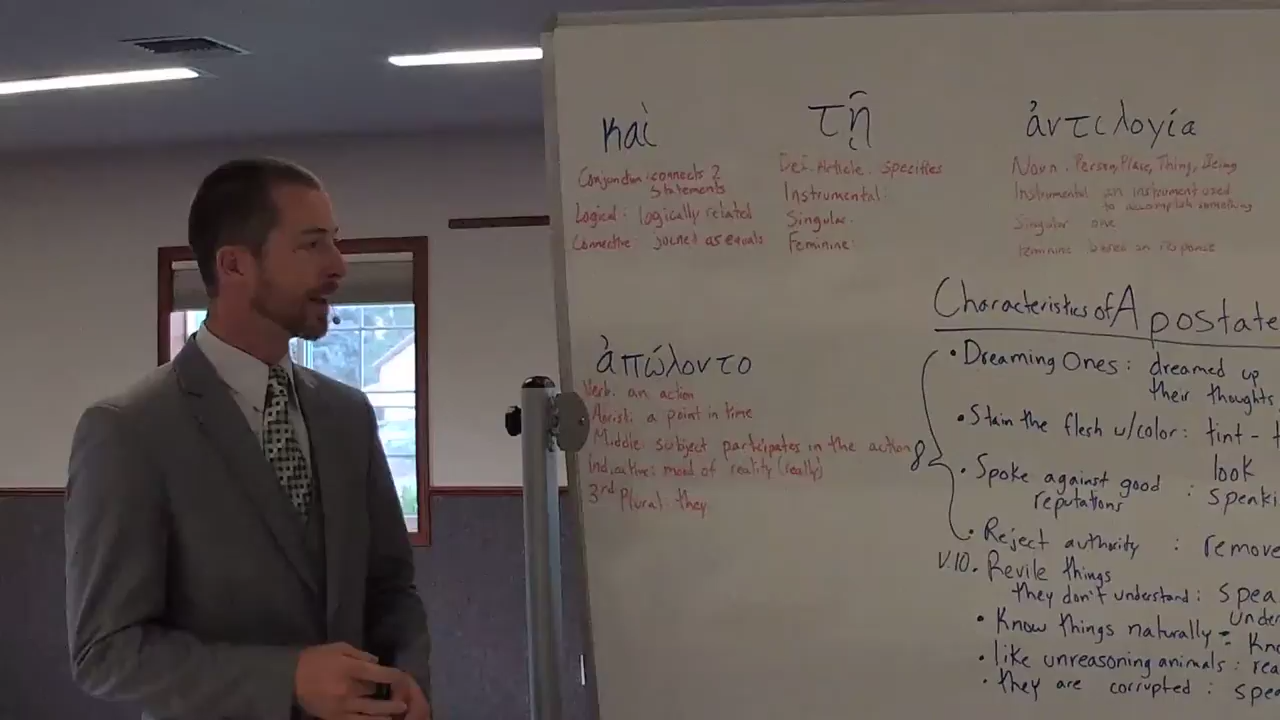 καὶ
Conjunction: connects 2
statements
Logical: logically related
Connective joined as equals
τῇ
Def. Article. specifies
Instrumental:
Singular:
Feminine:
ἀντιλογία
Noun. Person, Place, Thing, Being
Instrumental an instrument used
to accomplish something
Singular one
Feminine based on response
ἀπώλοντο
Verb: an action
Aorist: a point in time
Middle: subject participates in the action
Indicative: mood of reality (really)
3rd Plural: they
Characteristics of Apostate
8
• Dreaming Ones: dreamed up
their thoughts
• Stain the flesh w/color: tint -
look
• Spoke against good
reputations : speaki
• Reject authority : remove
V.10 • Revile things
they don't understand: spea
Unde
• Know things naturally = Kno
• like unreasoning animals: rea
• they are corrupted : spe